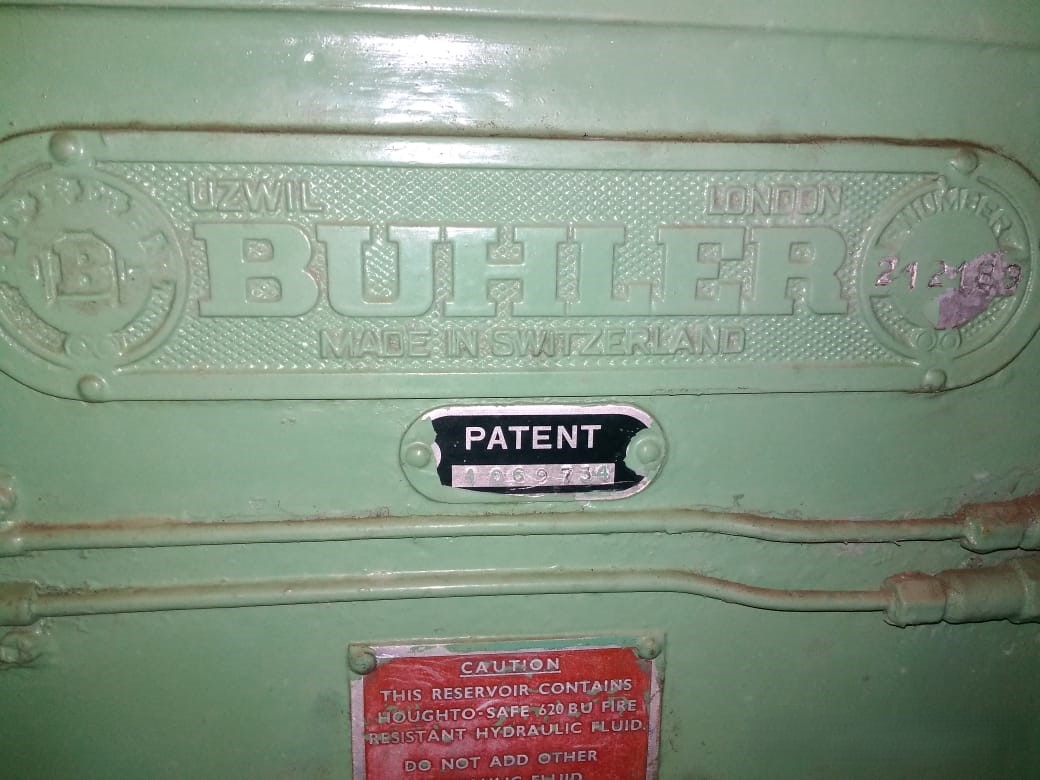 UZWIL LONDON
BUHLER
MADE IN SWITZERLAND
B
NUMBER
212189
PATENT
1069734
CAUTION
THIS RESERVOIR CONTAINS
HOUGHTO-SAFE 620 BU FIRE
RESISTANT HYDRAULIC FLUID.
DO NOT ADD OTHER
FLUID